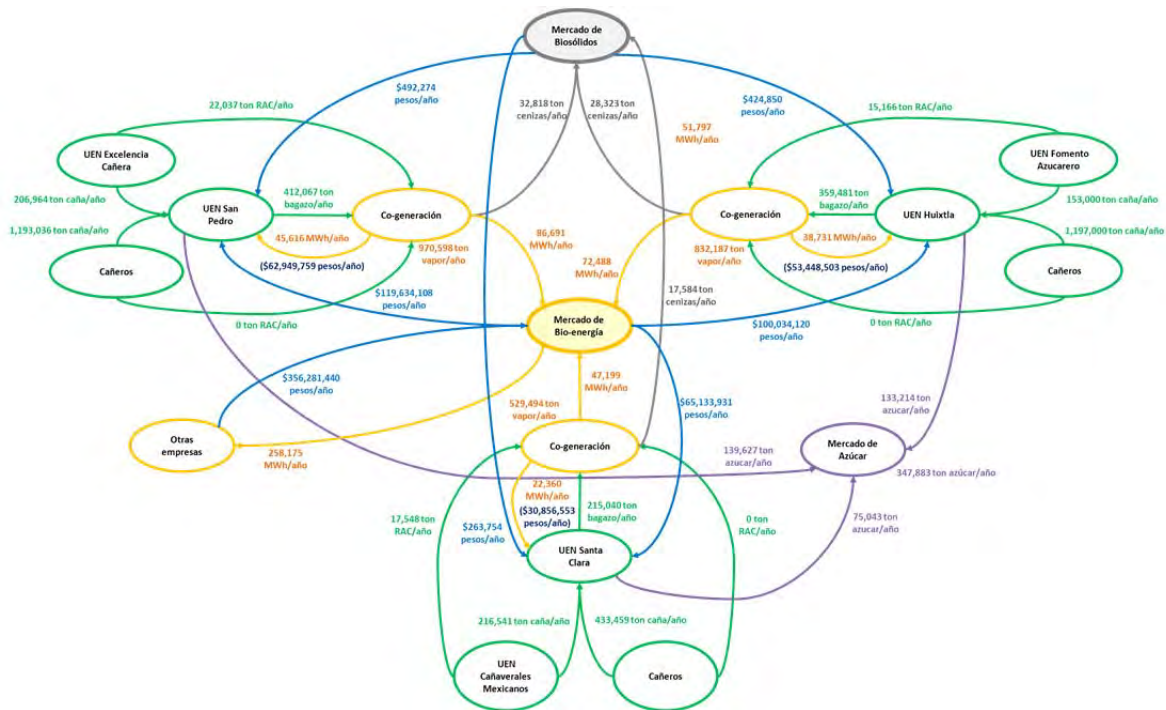 Mercado de
Biosólidos
$492,274
pesos/año
32,818 ton
cenizas/año
28,323 ton
cenizas/año
$424,850
pesos/año
22,037 ton RAC/año
15,166 ton RAC/año
51,797
MWh/año
UEN Excelencia
Cañera
UEN Fomento
Azucarero
206,964 ton caña/año
412,067 ton
bagazo/año
359,481 ton
bagazo/año
153,000 ton caña/año
UEN San
Pedro
Co-generación
Co-generación
UEN Huixtla
1,193,036 ton caña/año
1,197,000 ton caña/año
45,616 MWh/año
970,598 ton
vapor/año
86,691
MWh/año
72,488
MWh/año
832,187 ton
vapor/año
38,731 MWh/año
($62,949,759 pesos/año)
($53,448,503 pesos/año)
Cañeros
Cañeros
$119,634,108
pesos/año
17,584 ton
cenizas/año
0 ton RAC/año
0 ton RAC/año
Mercado de
Bio-energía
$100,034,120
pesos/año
$356,281,440
pesos/año
47,199
MWh/año
529,494 ton
vapor/año
$65,133,931
pesos/año
133,214 ton
azucar/año
Otras
empresas
258,175
MWh/año
Co-generación
139,627 ton
azucar/año
Mercado de
Azúcar
347,883 ton azúcar/año
22,360
MWh/año
($30,856,553
pesos/año)
215,040 ton
bagazo/año
17,548 ton
RAC/año
$263,754
pesos/año
0 ton
RAC/año
75,043 ton
azucar/año
UEN Santa
Clara
216,541 ton caña/año
433,459 ton caña/año
UEN
Cañaverales
Mexicanos
Cañeros